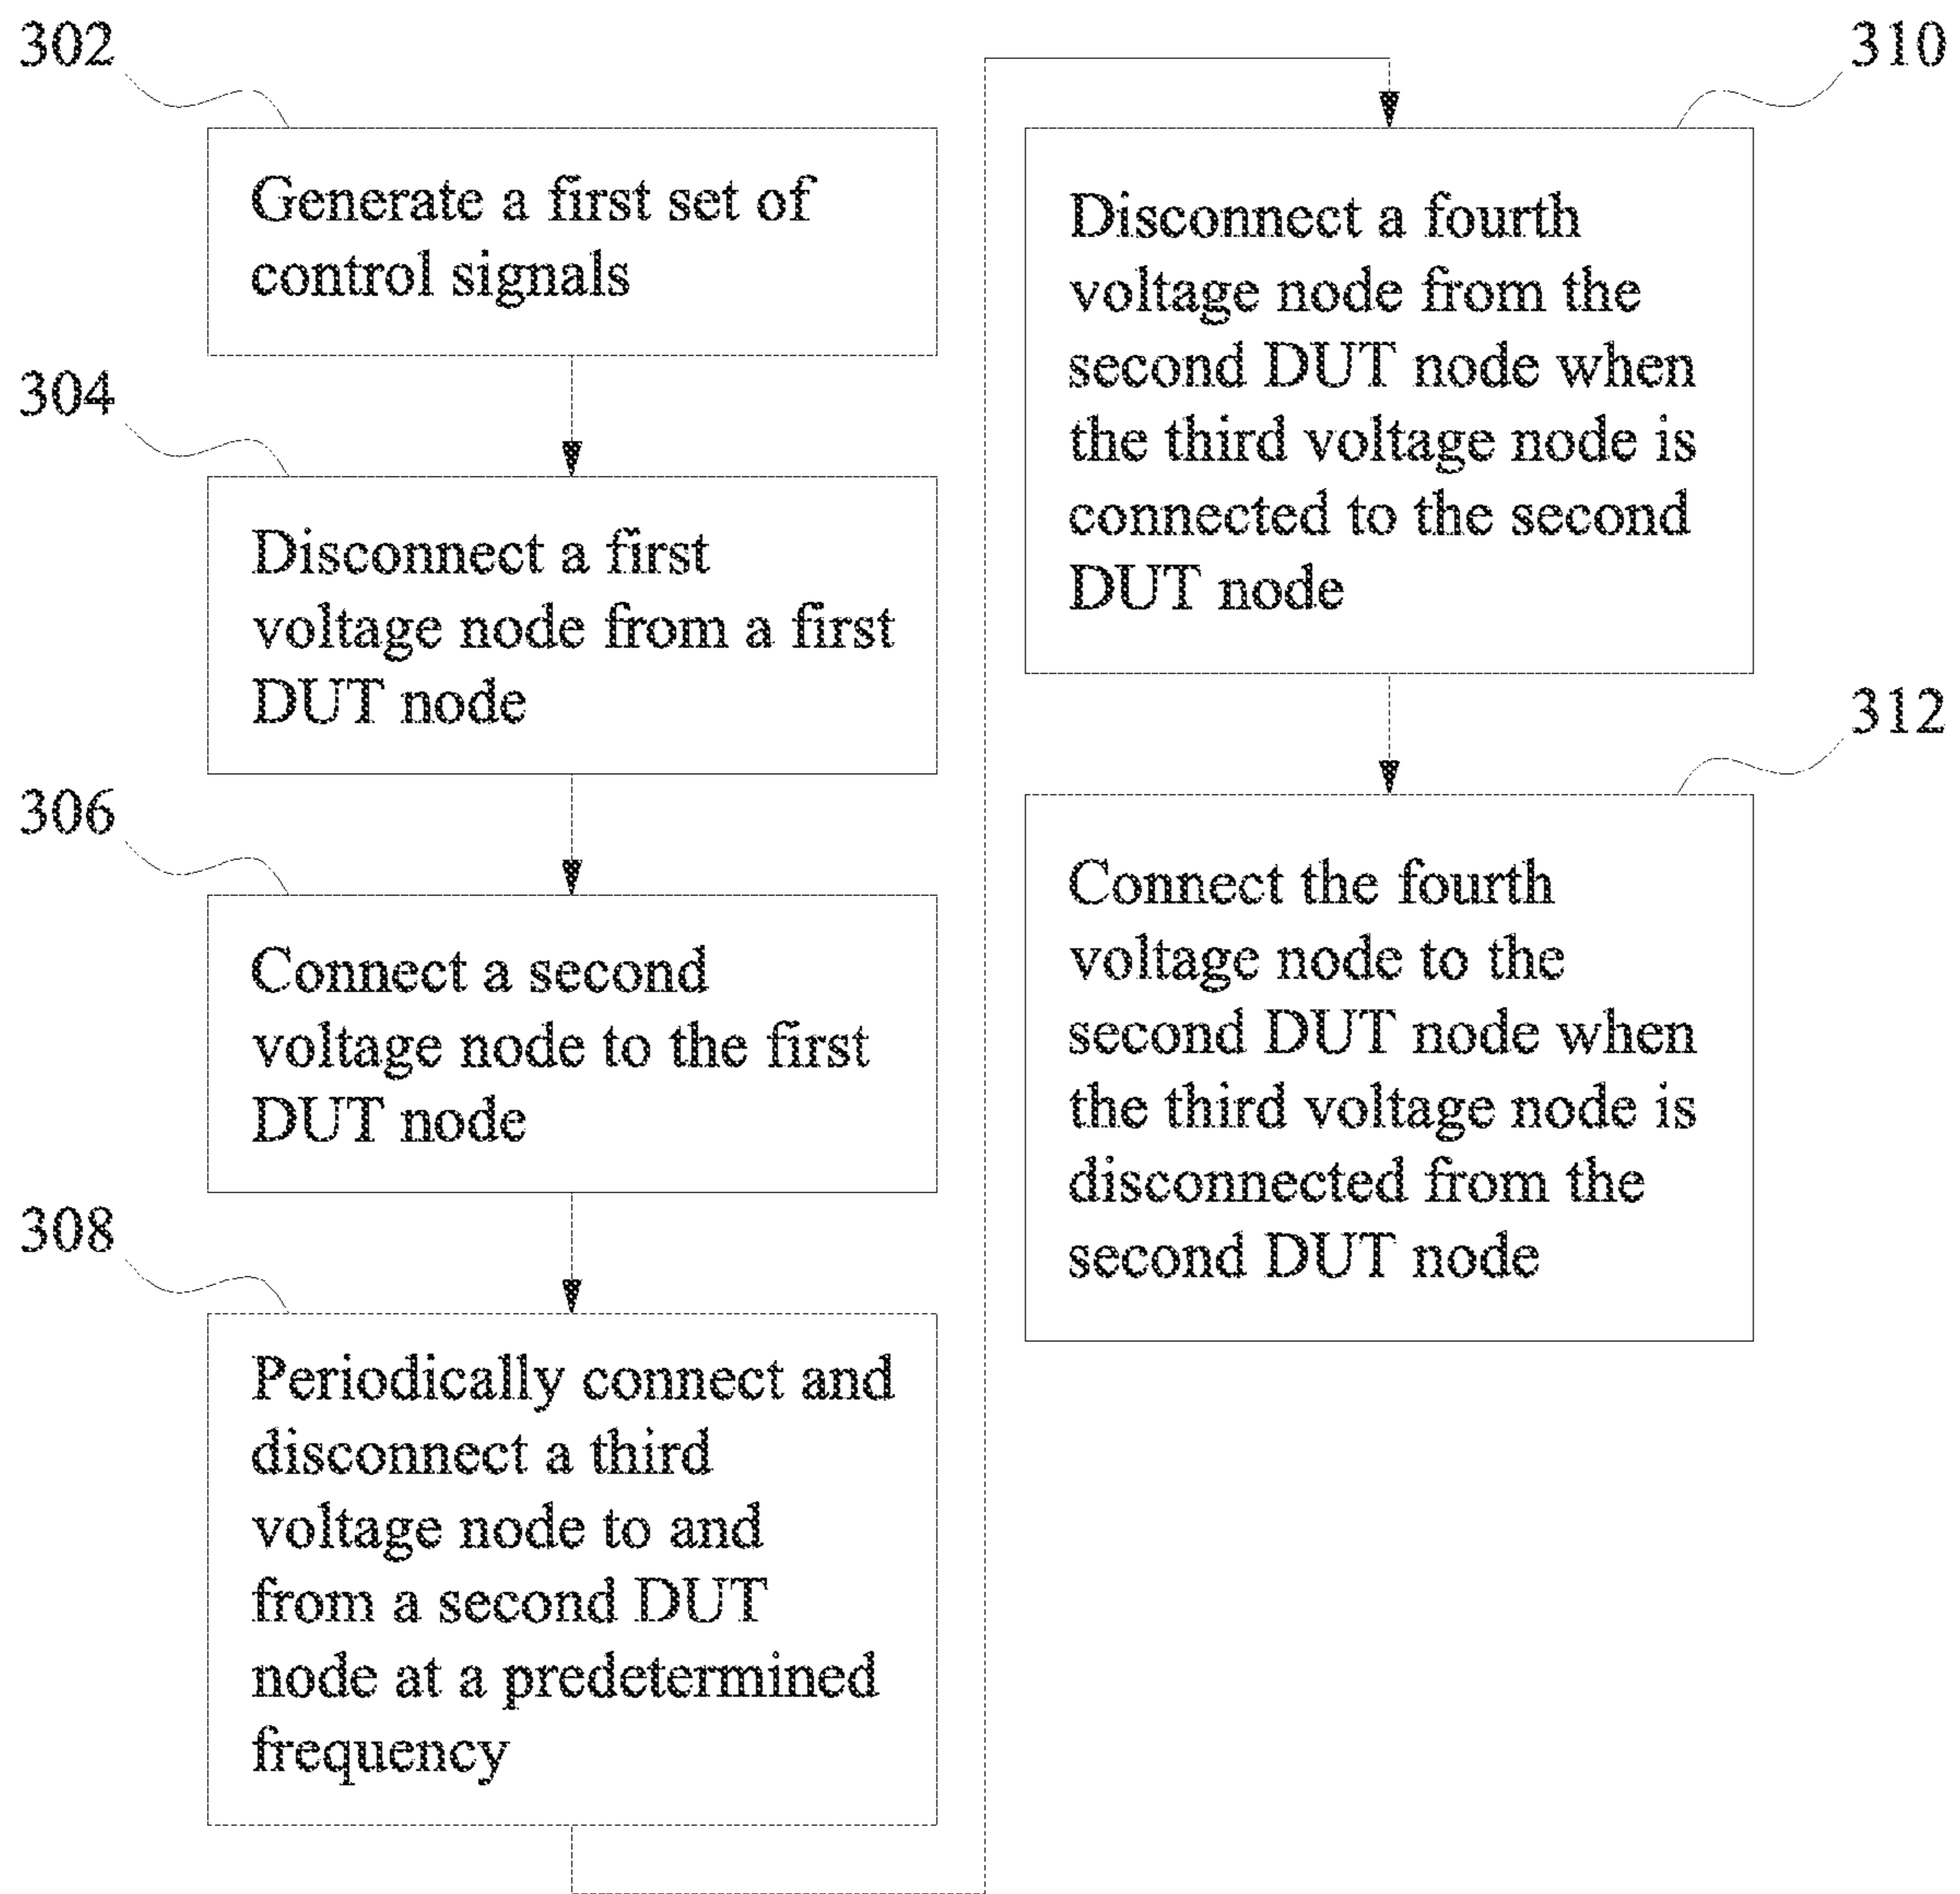 302
Generate a first set of
control signals
304
Disconnect a first
voltage node from a first
DUT node
306
Connect a second
voltage node to the first
DUT node
308
Periodically connect and
disconnect a third
voltage node to and
from a second DUT
node at a predetermined
frequency
310
Disconnect a fourth
voltage node from the
second DUT node when
the third voltage node is
connected to the second
DUT node
312
Connect the fourth
voltage node to the
second DUT node when
the third voltage node is
disconnected from the
second DUT node